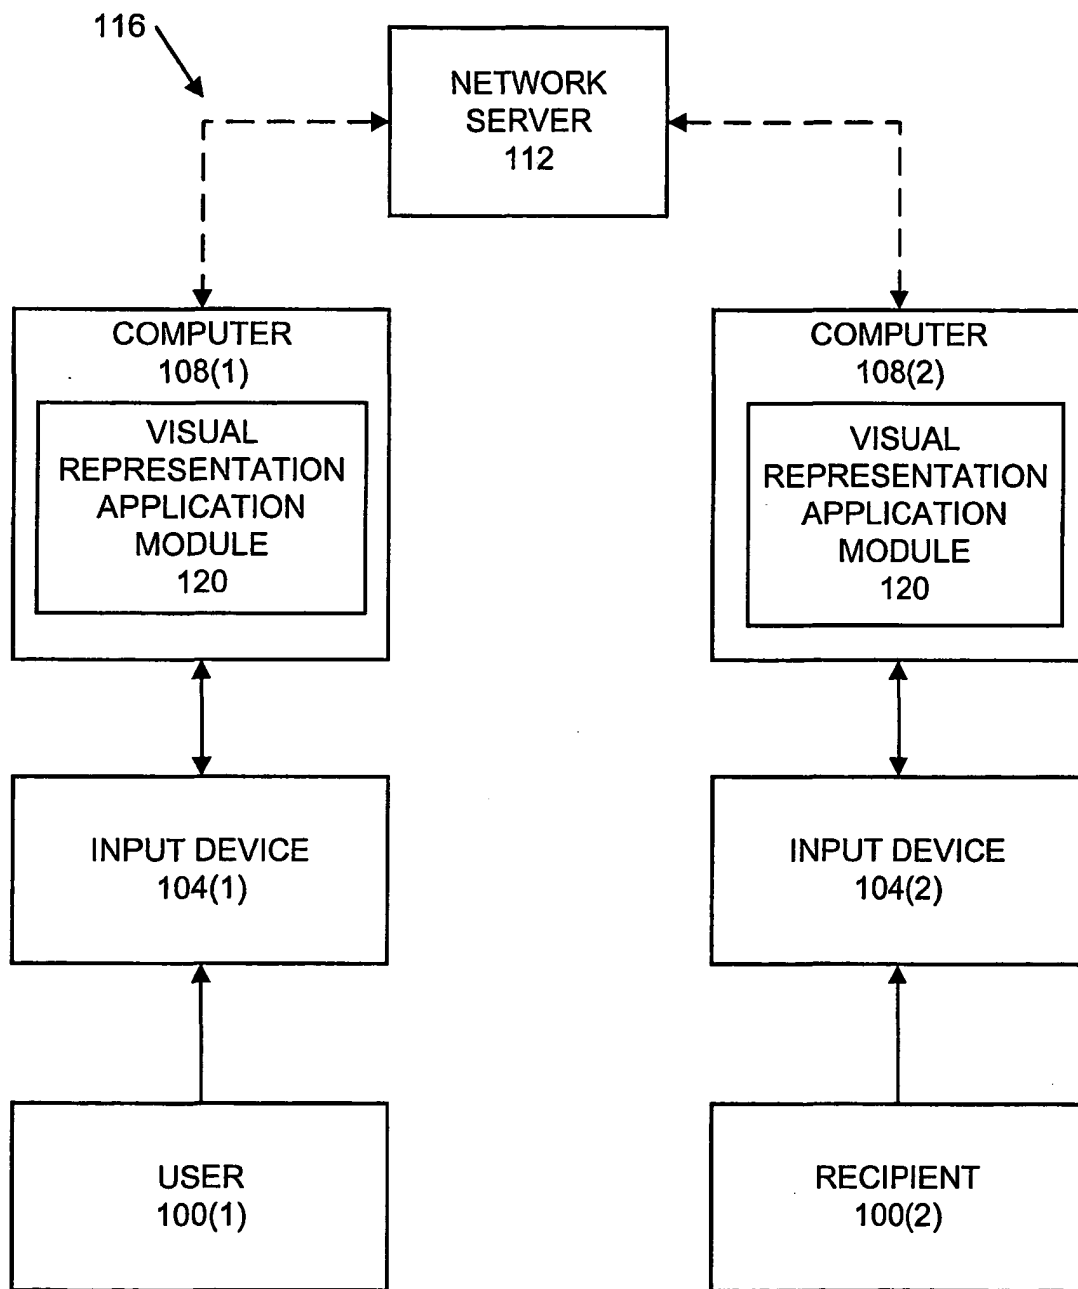 116
NETWORK
SERVER
112
COMPUTER
108(1)
VISUAL
REPRESENTATION
APPLICATION
MODULE
120
COMPUTER
108(2)
VISUAL
REPRESENTATION
APPLICATION
MODULE
120
INPUT DEVICE
104(1)
INPUT DEVICE
104(2)
USER
100(1)
RECIPIENT
100(2)